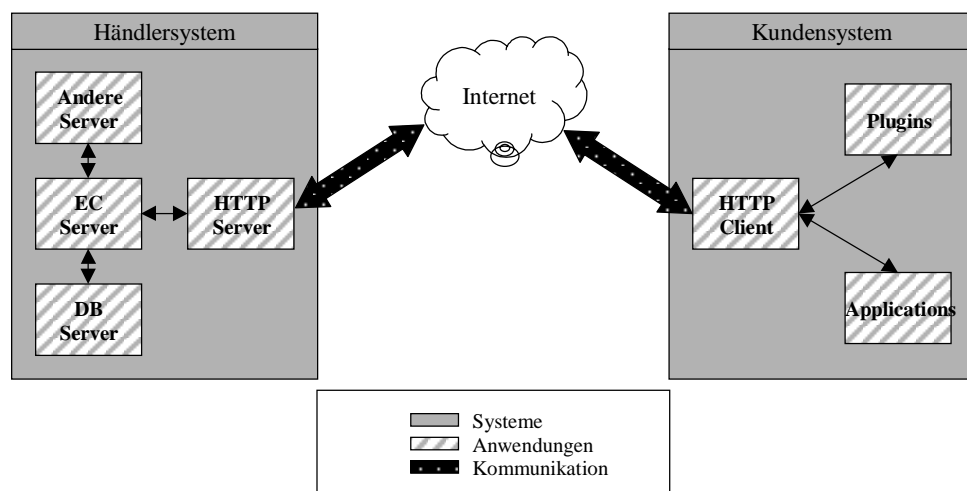 Händlersystem
Andere
Server
EC
Server
HTTP
Server
DB
Server
Internet
Kundensystem
Plugins
HTTP
Client
Applications
Systeme
Anwendungen
Kommunikation